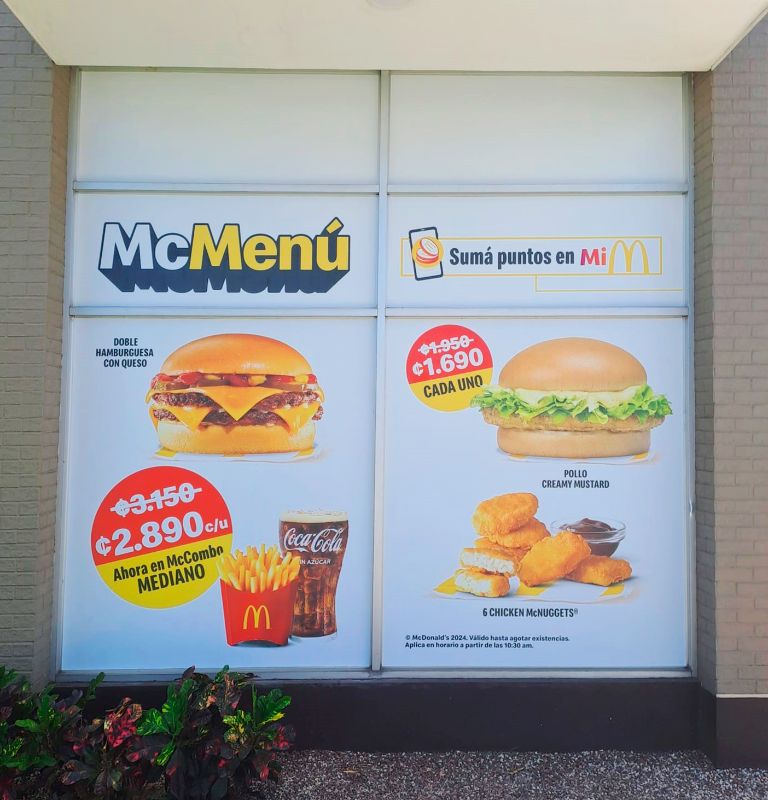 McMenú
Sumá puntos en Mi
DOBLE
HAMBURGUESA
CON QUESO
₡3.150
₡2.890 c/u
Ahora en McCombo
MEDIANO
Coca-Cola
SIN AZÚCAR
₡1.950
₡1.690
CADA UNO
POLLO
CREAMY MUSTARD
6 CHICKEN McNUGGETS®
© McDonald's 2024. Válido hasta agotar existencias.
Aplica en horario a partir de las 10:30 am.